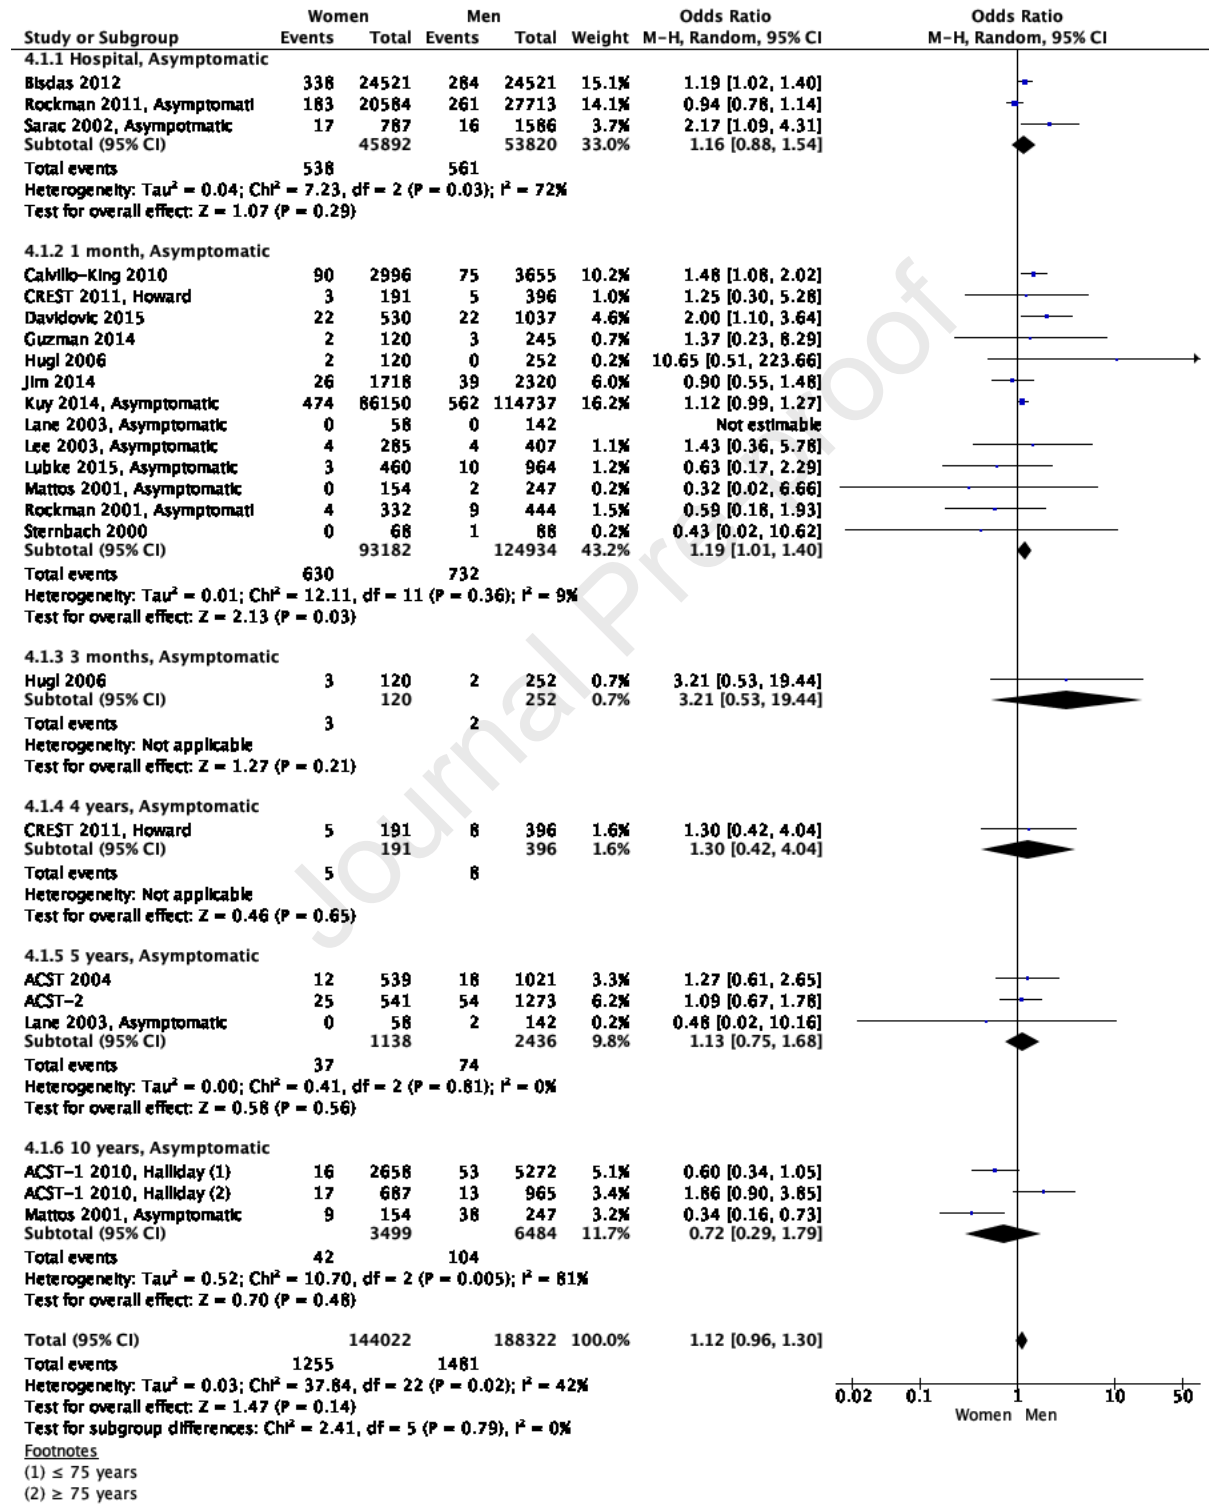 Women Men Odds Ratio Odds Ratio
Study or Subgroup Events Total Events Total Weight M-H, Random, 95% CI M-H, Random, 95% CI
4.1.1 Hospital, Asymptomatic
Bisdas 2012 338 24521 284 24521 15.1% 1.19 [1.02, 1.40]
Rockman 2011, Asymptomati 183 20584 261 27713 14.1% 0.94 [0.78, 1.14]
Sarac 2002, Asympotmatic 17 787 16 1586 3.7% 2.17 [1.09, 4.31]
Subtotal (95% CI) 45892 53820 33.0% 1.16 [0.88, 1.54]
Total events 538 561
Heterogeneity: Tau² = 0.04; Chi² = 7.23, df = 2 (P = 0.03); I² = 72%
Test for overall effect: Z = 1.07 (P = 0.29)
4.1.2 1 month, Asymptomatic
Calvillo-King 2010 90 2996 75 3655 10.2% 1.48 [1.08, 2.02]
CREST 2011, Howard 3 191 5 396 1.0% 1.25 [0.30, 5.28]
Davidovic 2015 22 530 22 1037 4.6% 2.00 [1.10, 3.64]
Guzman 2014 2 120 3 245 0.7% 1.37 [0.23, 8.29]
Hugl 2006 2 120 0 252 0.2% 10.65 [0.51, 223.66]
Jim 2014 26 1718 39 2320 6.0% 0.90 [0.55, 1.48]
Kuy 2014, Asymptomatic 474 86150 562 114737 16.2% 1.12 [0.99, 1.27]
Lane 2003, Asymptomatic 0 58 0 142 Not estimable
Lee 2003, Asymptomatic 4 285 4 407 1.1% 1.43 [0.36, 5.78]
Lubke 2015, Asymptomatic 3 460 10 964 1.2% 0.63 [0.17, 2.29]
Mattos 2001, Asymptomatic 0 154 2 247 0.2% 0.32 [0.02, 6.66]
Rockman 2001, Asymptomati 4 332 9 444 1.5% 0.59 [0.18, 1.93]
Sternbach 2000 0 68 1 88 0.2% 0.43 [0.02, 10.62]
Subtotal (95% CI) 93182 124934 43.2% 1.19 [1.01, 1.40]
Total events 630 732
Heterogeneity: Tau² = 0.01; Chi² = 12.11, df = 11 (P = 0.36); I² = 9%
Test for overall effect: Z = 2.13 (P = 0.03)
4.1.3 3 months, Asymptomatic
Hugl 2006 3 120 2 252 0.7% 3.21 [0.53, 19.44]
Subtotal (95% CI) 120 252 0.7% 3.21 [0.53, 19.44]
Total events 3 2
Heterogeneity: Not applicable
Test for overall effect: Z = 1.27 (P = 0.21)
4.1.4 4 years, Asymptomatic
CREST 2011, Howard 5 191 8 396 1.6% 1.30 [0.42, 4.04]
Subtotal (95% CI) 191 396 1.6% 1.30 [0.42, 4.04]
Total events 5 8
Heterogeneity: Not applicable
Test for overall effect: Z = 0.46 (P = 0.65)
4.1.5 5 years, Asymptomatic
ACST 2004 12 539 18 1021 3.3% 1.27 [0.61, 2.65]
ACST-2 25 541 54 1273 6.2% 1.09 [0.67, 1.78]
Lane 2003, Asymptomatic 0 58 2 142 0.2% 0.48 [0.02, 10.16]
Subtotal (95% CI) 1138 2436 9.8% 1.13 [0.75, 1.68]
Total events 37 74
Heterogeneity: Tau² = 0.00; Chi² = 0.41, df = 2 (P = 0.81); I² = 0%
Test for overall effect: Z = 0.58 (P = 0.56)
4.1.6 10 years, Asymptomatic
ACST-1 2010, Halliday (1) 16 2658 53 5272 5.1% 0.60 [0.34, 1.05]
ACST-1 2010, Halliday (2) 17 687 13 965 3.4% 1.86 [0.90, 3.85]
Mattos 2001, Asymptomatic 9 154 38 247 3.2% 0.34 [0.16, 0.73]
Subtotal (95% CI) 3499 6484 11.7% 0.72 [0.29, 1.79]
Total events 42 104
Heterogeneity: Tau² = 0.52; Chi² = 10.70, df = 2 (P = 0.005); I² = 81%
Test for overall effect: Z = 0.70 (P = 0.48)
Total (95% CI) 144022 188322 100.0% 1.12 [0.96, 1.30]
Total events 1255 1481
Heterogeneity: Tau² = 0.03; Chi² = 37.84, df = 22 (P = 0.02); I² = 42%
Test for overall effect: Z = 1.47 (P = 0.14)
Test for subgroup differences: Chi² = 2.41, df = 5 (P = 0.79), I² = 0%
0.02 0.1 1 10 50
Women Men
Footnotes
(1) ≤ 75 years
(2) ≥ 75 years
Journal Pre-proof